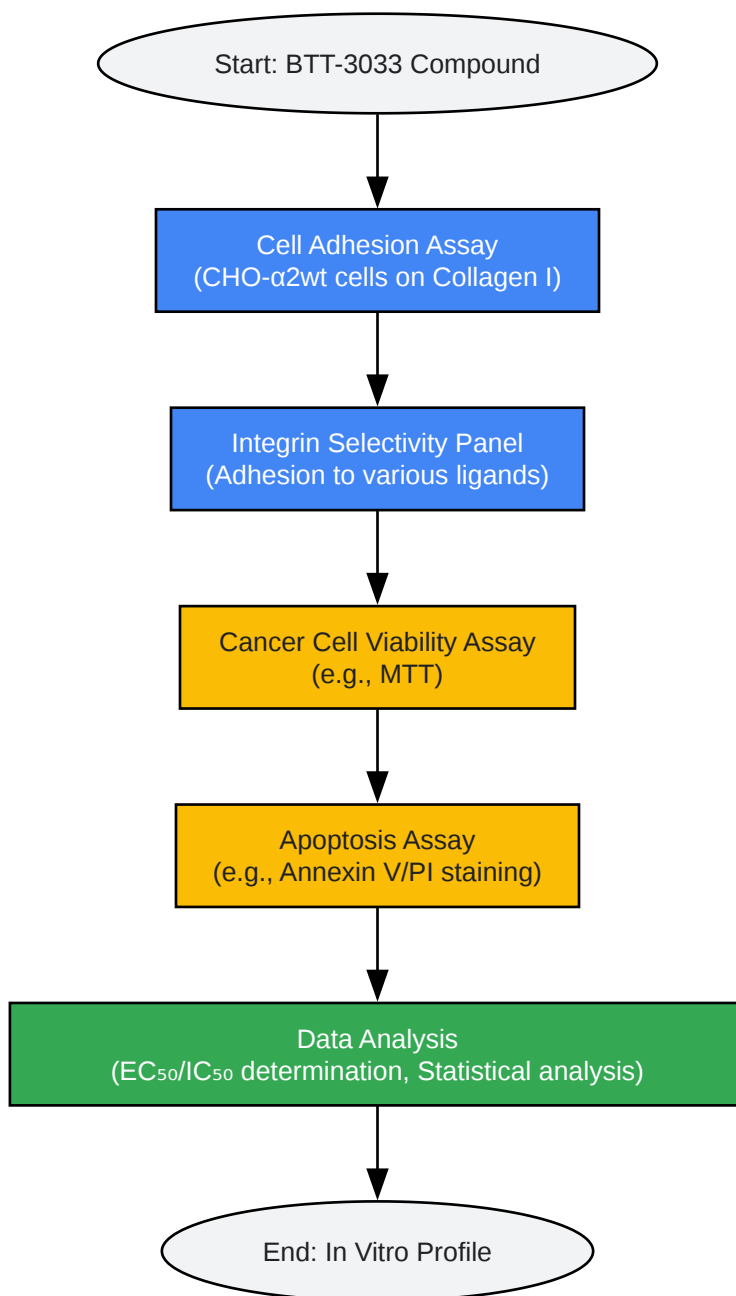 Start: BTT-3033 Compound
Cell Adhesion Assay
(CHO-α2wt cells on Collagen I)
Integrin Selectivity Panel
(Adhesion to various ligands)
Cancer Cell Viability Assay
(e.g., MTT)
Apoptosis Assay
(e.g., Annexin V/PI staining)
Data Analysis
(EC₅₀/IC₅₀ determination, Statistical analysis)
End: In Vitro Profile